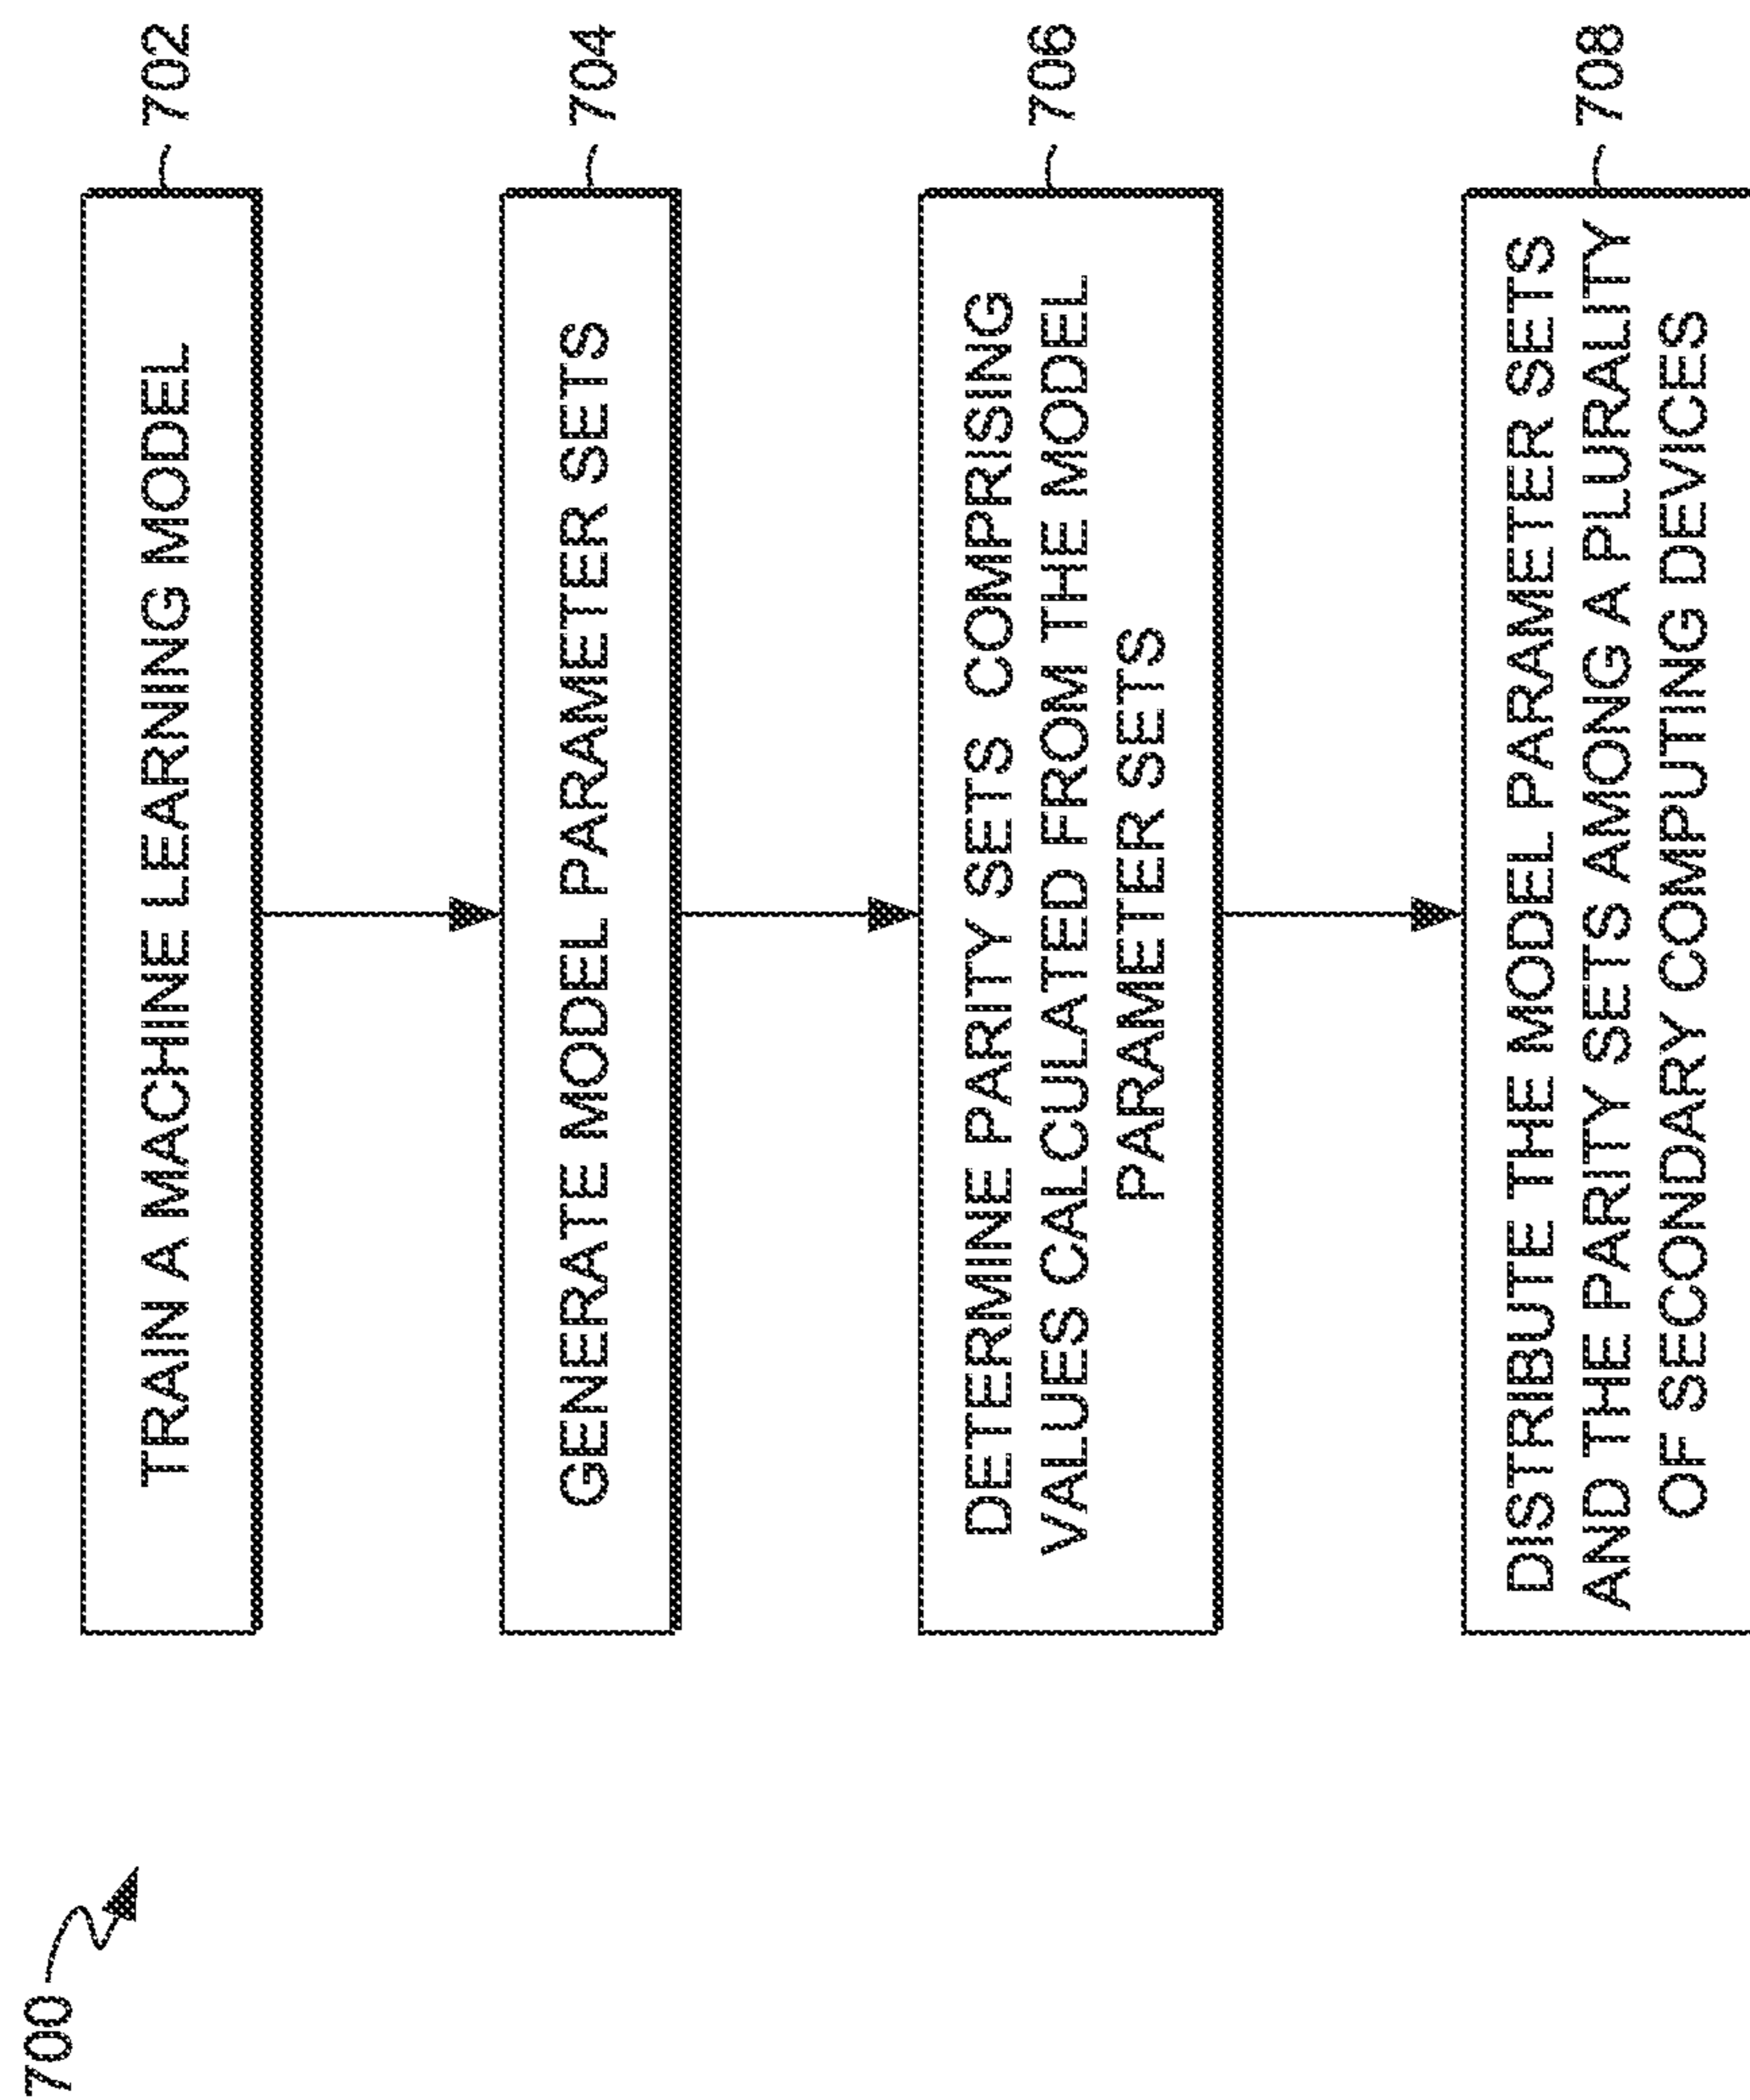 700
TRAIN A MACHINE LEARNING MODEL
702
GENERATE MODEL PARAMETER SETS
704
DETERMINE PARITY SETS COMPRISING
VALUES CALCULATED FROM THE MODEL
PARAMETER SETS
706
DISTRIBUTE THE MODEL PARAMETER SETS
AND THE PARITY SETS AMONG A PLURALITY
OF SECONDARY COMPUTING DEVICES
708